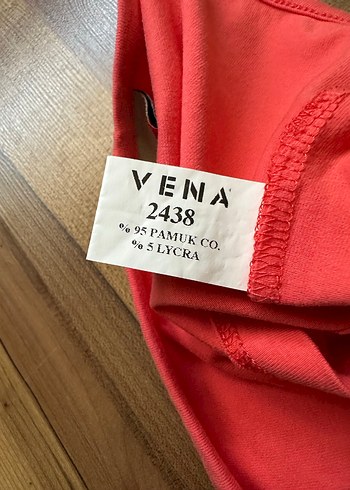 VENA
2438
% 95 PAMUK CO.
% 5 LYCRA